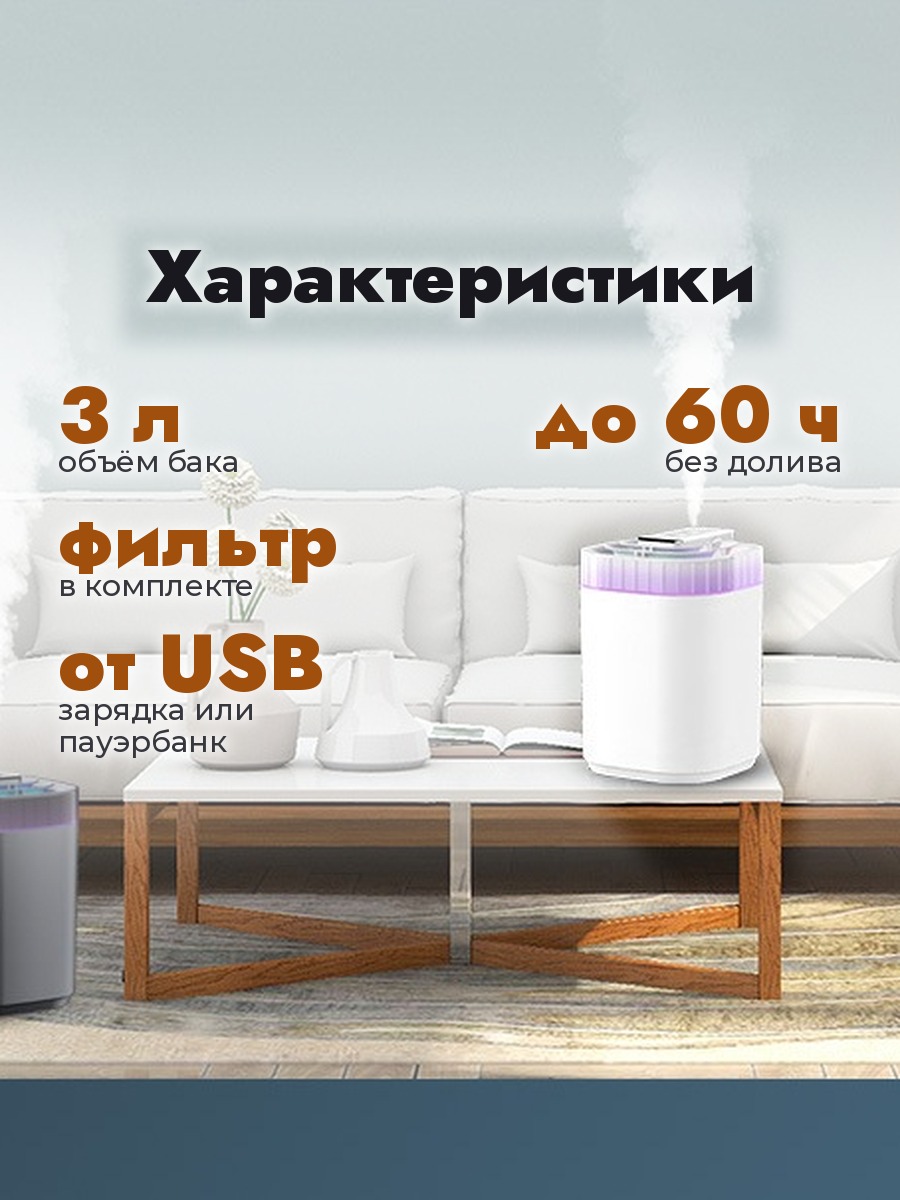 Характеристики
3 л
объём бака
до 60 ч
без долива
фильтр
в комплекте
от USB
зарядка или
пауэрбанк